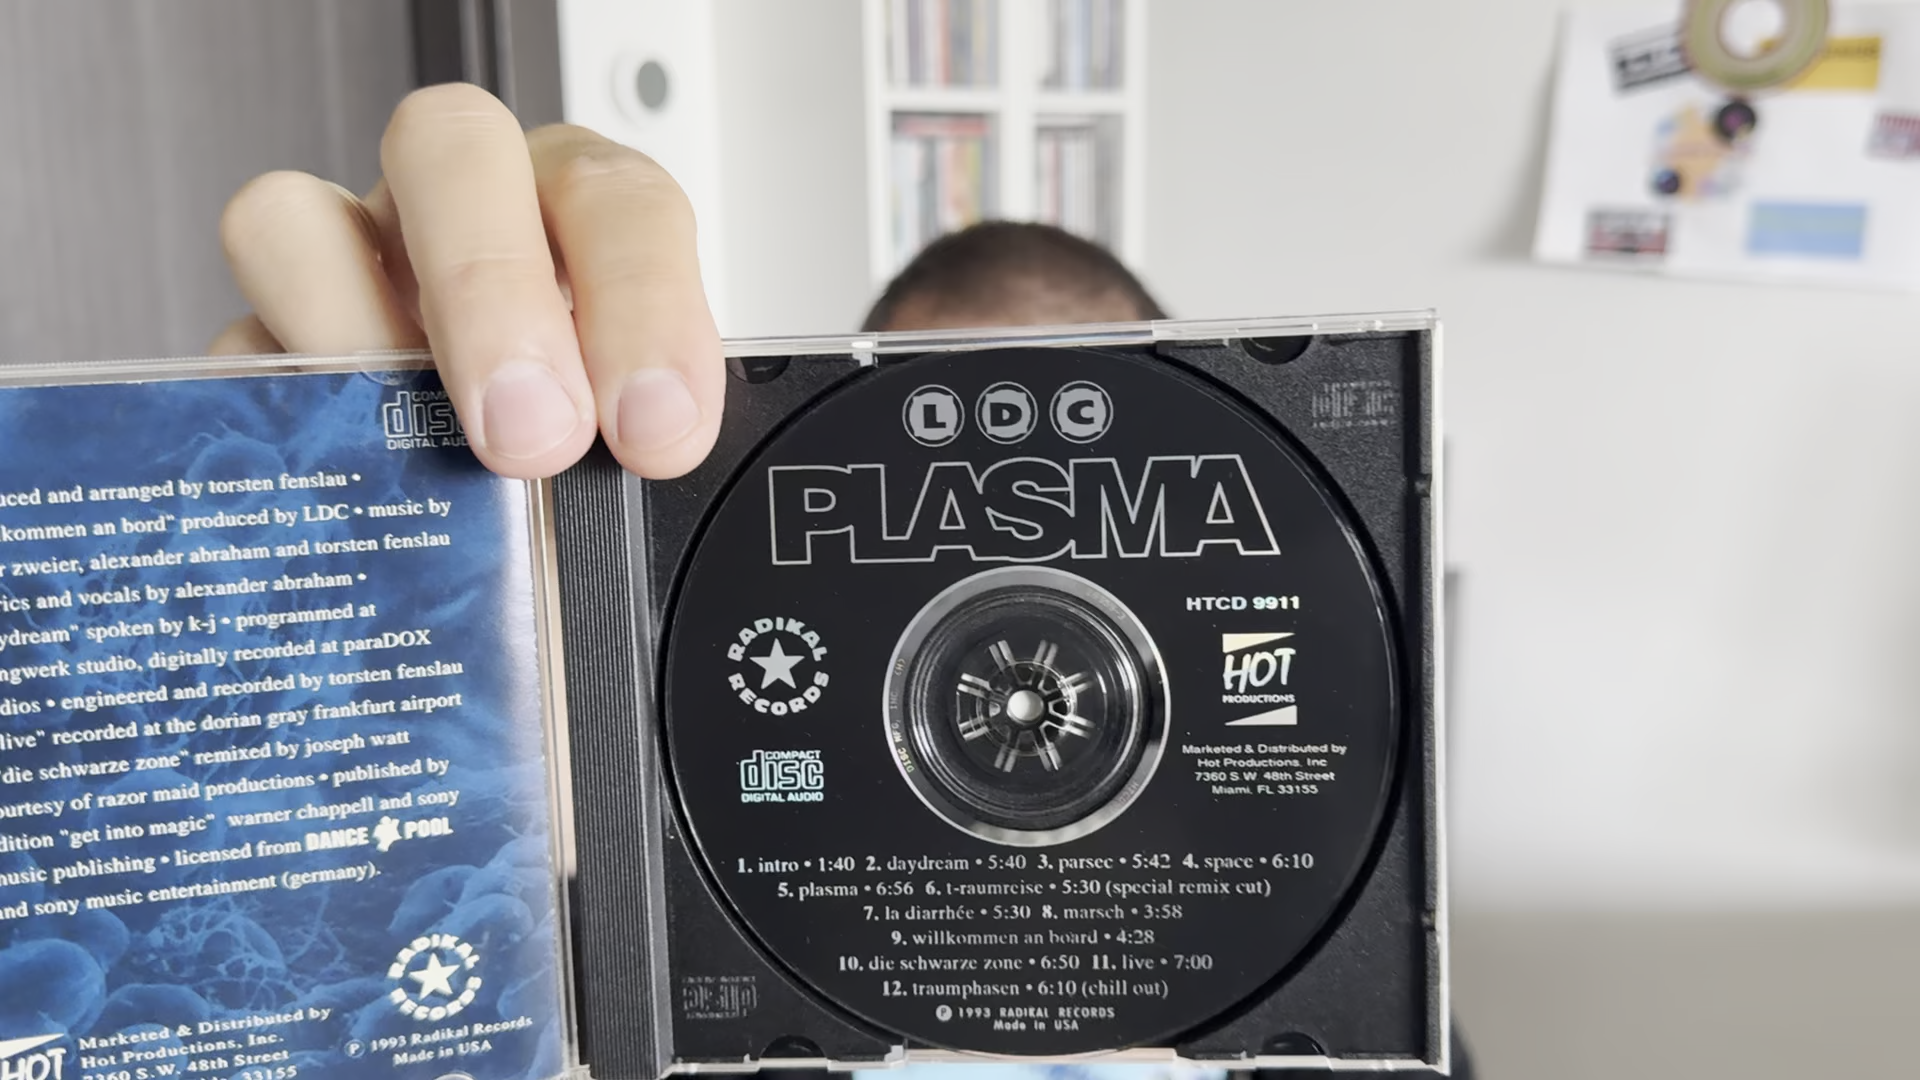 COMPACT
disc
DIGITAL AUDIO
arranged by torsten fenslau •
an bord" produced by LDC • music by
zweier, alexander abraham and torsten fenslau
and vocals by alexander abraham •
spoken by k-j • programmed at
studio, digitally recorded at paraDOX
• engineered and recorded by torsten fenslau
live" recorded at the dorian gray frankfurt airport
"die schwarze zone" remixed by joseph watt
of razor maid productions • published by
"get into magic" warner chappell and sony
music publishing • licensed from DANCE POOL
and sony music entertainment (germany).
RADIKAL RECORDS
HOT
Marketed & Distributed by
Hot Productions, Inc.
7360 S.W. 48th Street
33155
℗ 1993 Radikal Records
Made in USA
L D C
PLASMA
HTCD 9911
RADIKAL RECORDS
HOT
PRODUCTIONS
COMPACT
disc
DIGITAL AUDIO
Marketed & Distributed by
Hot Productions, Inc
7360 S.W. 48th Street
Miami, FL 33155
1. intro • 1:40 2. daydream • 5:40 3. parsec • 5:42 4. space • 6:10
5. plasma • 6:56 6. t-raumreise • 5:30 (special remix cut)
7. la diarrhée • 5:30 8. marsch • 3:58
9. willkommen an board • 4:28
10. die schwarze zone • 6:50 11. live • 7:00
12. traumphasen • 6:10 (chill out)
℗ 1993 RADIKAL RECORDS
Made in USA